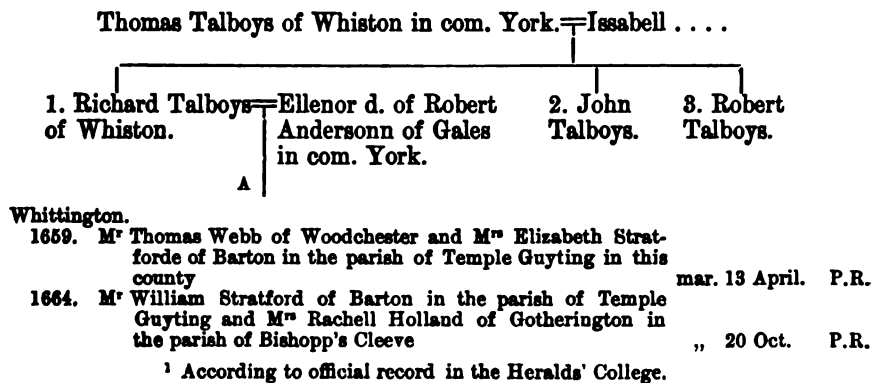 Thomas Talboys of Whiston in com. York.=Issabell . . . .
1. Richard Talboys=Ellenor d. of Robert 2. John 3. Robert
of Whiston. Andersonn of Gales Talboys. Talboys.
in com. York.
A
Whittington.
1659. Mr Thomas Webb of Woodchester and Mrs Elizabeth Strat-
forde of Barton in the parish of Temple Guyting in this
county mar. 13 April. P.R.
1664. Mr William Stratford of Barton in the parish of Temple
Guyting and Mrs Rachell Holland of Gotherington in
the parish of Bishopp's Cleeve „ 20 Oct. P.R.
1 According to official record in the Heralds' College.